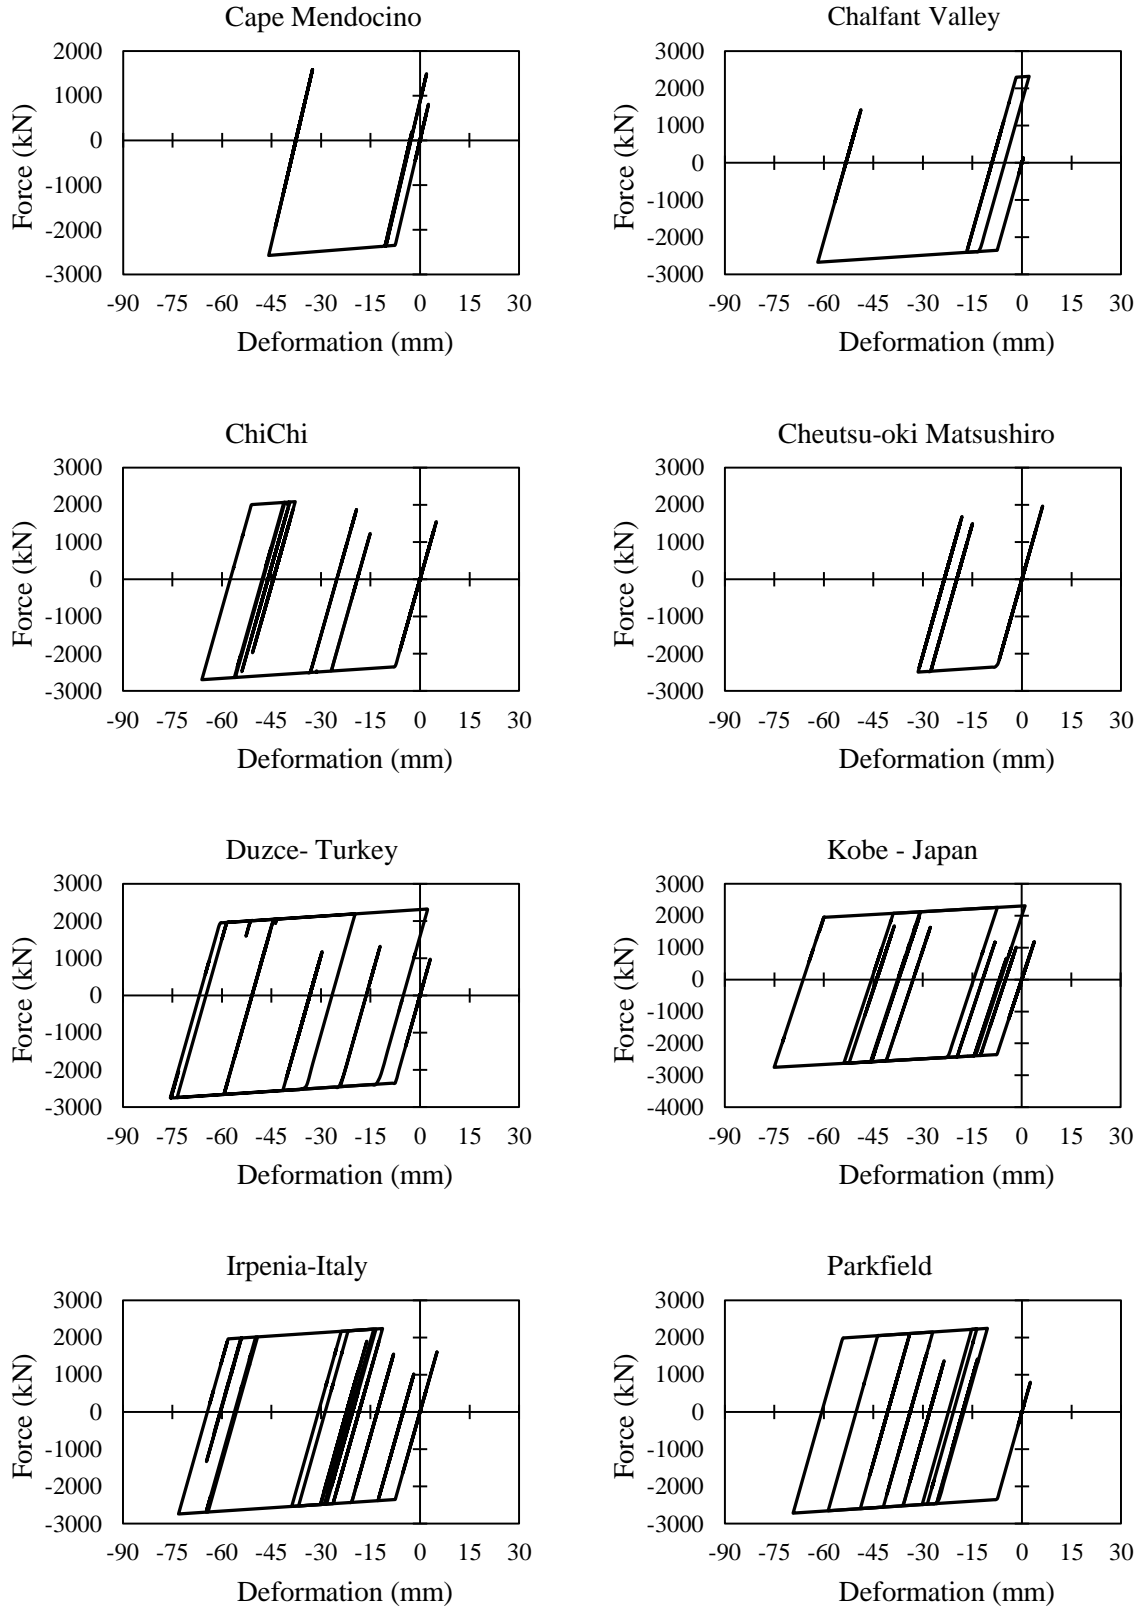 Cape Mendocino
2000
1000
0
-1000
-2000
-3000
Force (kN)
-90 -75 -60 -45 -30 -15 0 15 30
Deformation (mm)
Chalfant Valley
3000
2000
1000
0
-1000
-2000
-3000
Force (kN)
-90 -75 -60 -45 -30 -15 0 15 30
Deformation (mm)
ChiChi
3000
2000
1000
0
-1000
-2000
-3000
Force (kN)
-90 -75 -60 -45 -30 -15 0 15 30
Deformation (mm)
Cheutsu-oki Matsushiro
3000
2000
1000
0
-1000
-2000
-3000
Force (kN)
-90 -75 -60 -45 -30 -15 0 15 30
Deformation (mm)
Duzce- Turkey
3000
2000
1000
0
-1000
-2000
-3000
Force (kN)
-90 -75 -60 -45 -30 -15 0 15 30
Deformation (mm)
Kobe - Japan
3000
2000
1000
0
-1000
-2000
-3000
-4000
Force (kN)
-90 -75 -60 -45 -30 -15 0 15 30
Deformation (mm)
Irpenia-Italy
3000
2000
1000
0
-1000
-2000
-3000
Force (kN)
-90 -75 -60 -45 -30 -15 0 15 30
Deformation (mm)
Parkfield
3000
2000
1000
0
-1000
-2000
-3000
Force (kN)
-90 -75 -60 -45 -30 -15 0 15 30
Deformation (mm)